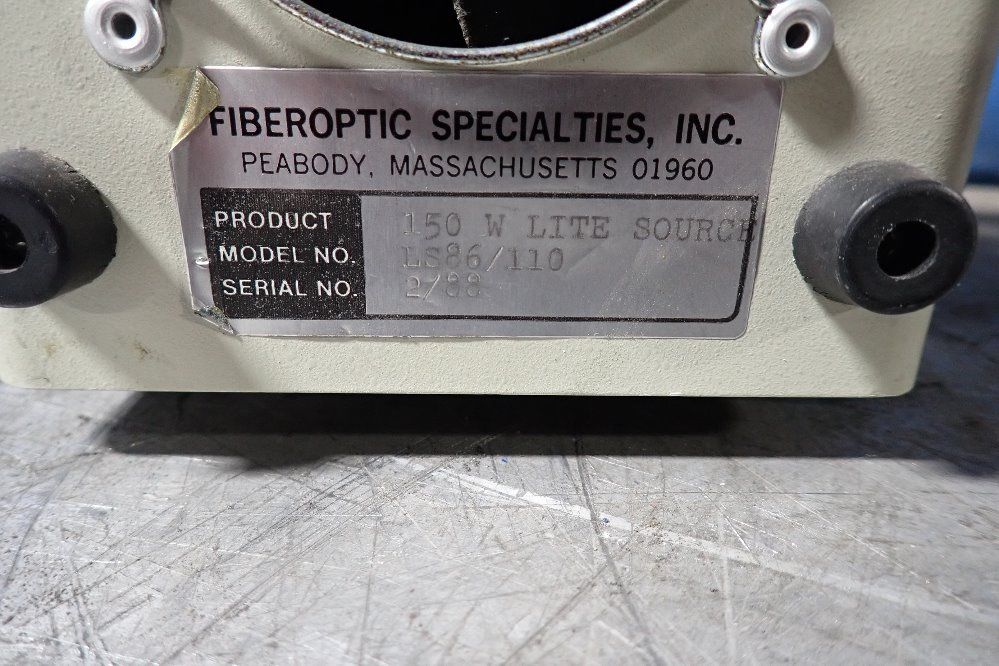 FIBEROPTIC SPECIALTIES, INC.
PEABODY, MASSACHUSETTS 01960
PRODUCT 150 W LITE SOURCE
MODEL NO. LS86/110
SERIAL NO. 2/88